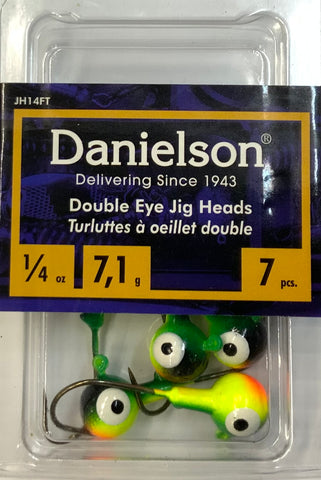 JH14FT
Danielson®
Delivering Since 1943
Double Eye Jig Heads
Turluttes à oeillet double
1/4 oz 7,1 g 7 pcs.